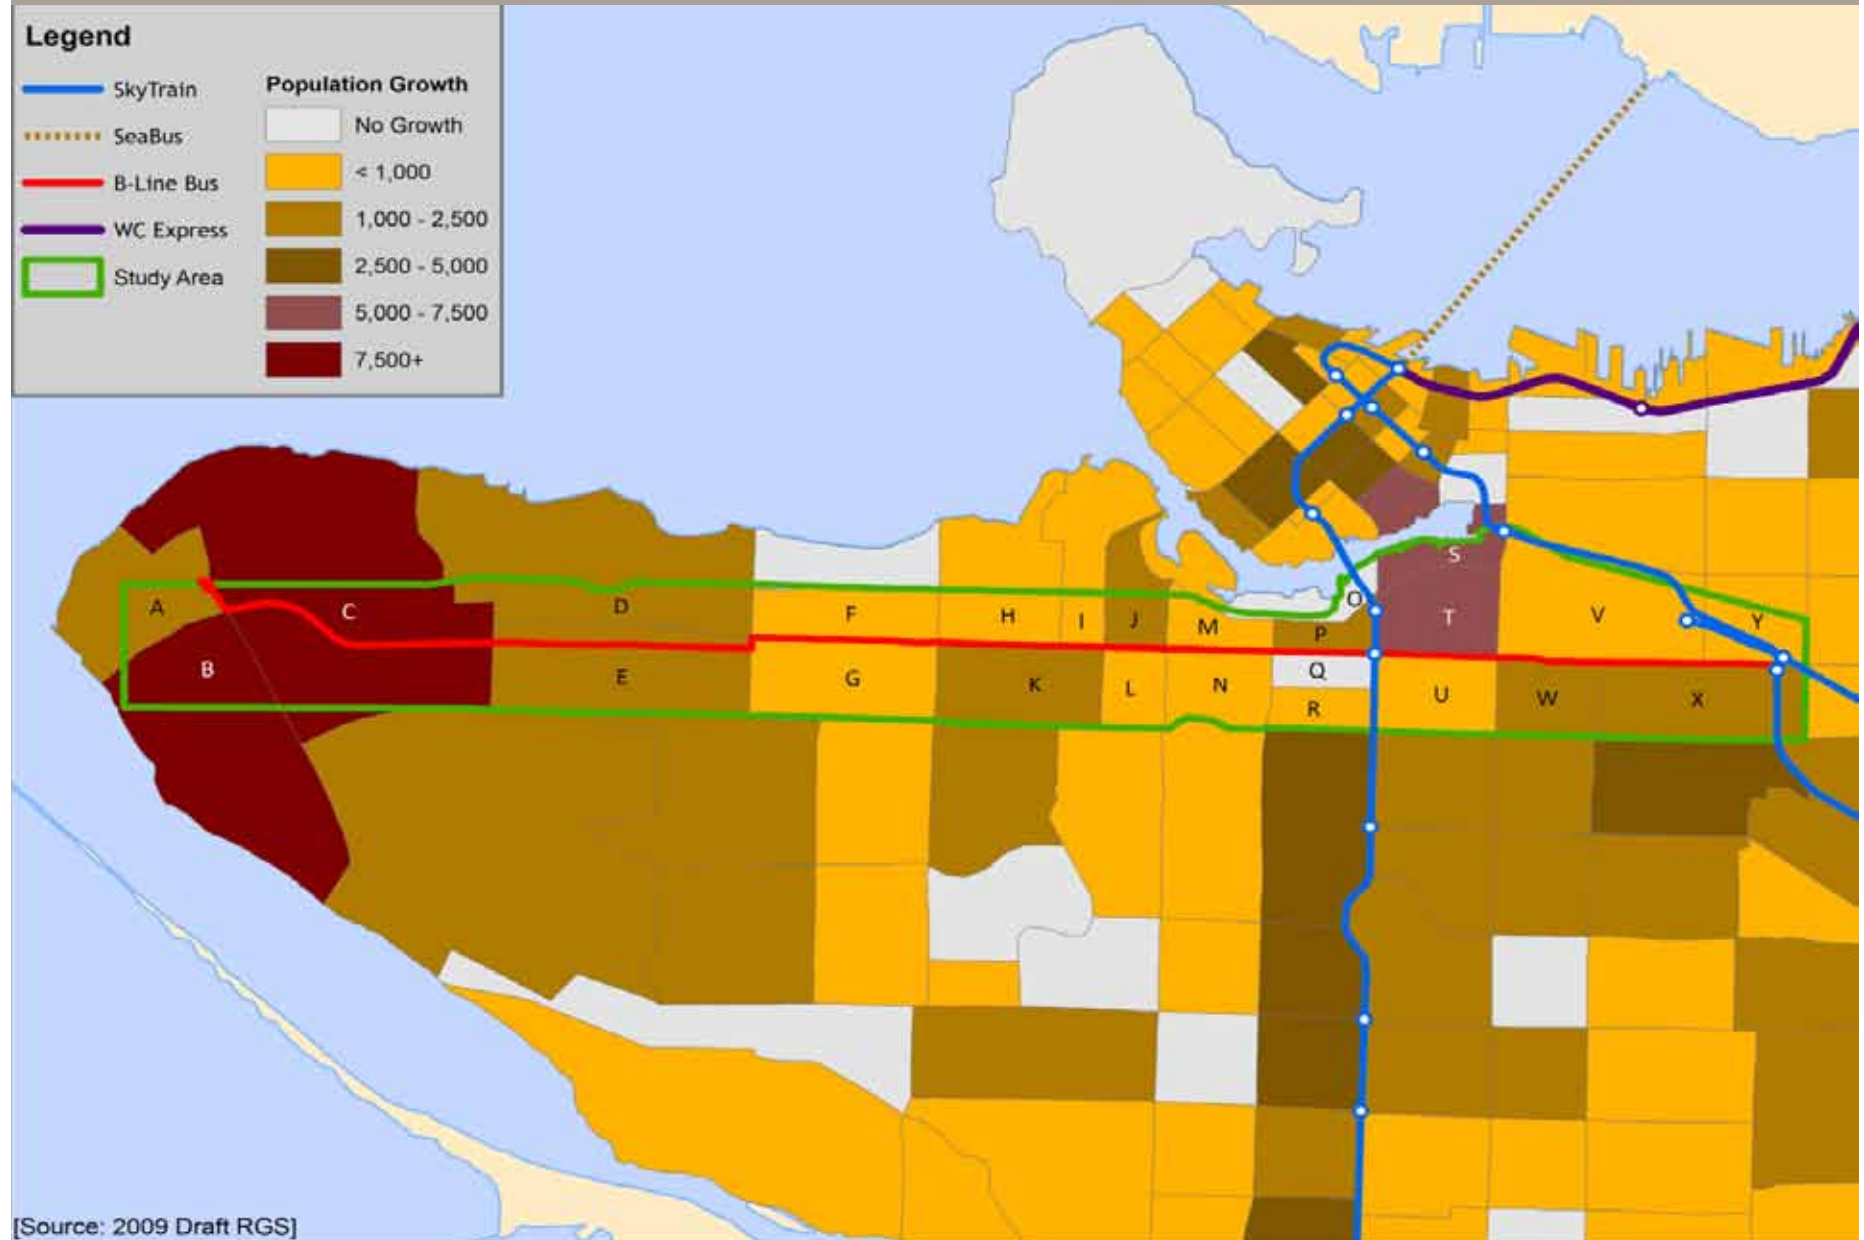 Legend
SkyTrain
SeaBus
B-Line Bus
WC Express
Study Area
Population Growth
No Growth
< 1,000
1,000 - 2,500
2,500 - 5,000
5,000 - 7,500
7,500+
A
B
C
D
E
F
G
H
I
J
K
L
M
N
O
P
Q
R
S
T
U
V
W
X
Y
[Source: 2009 Draft RGS]